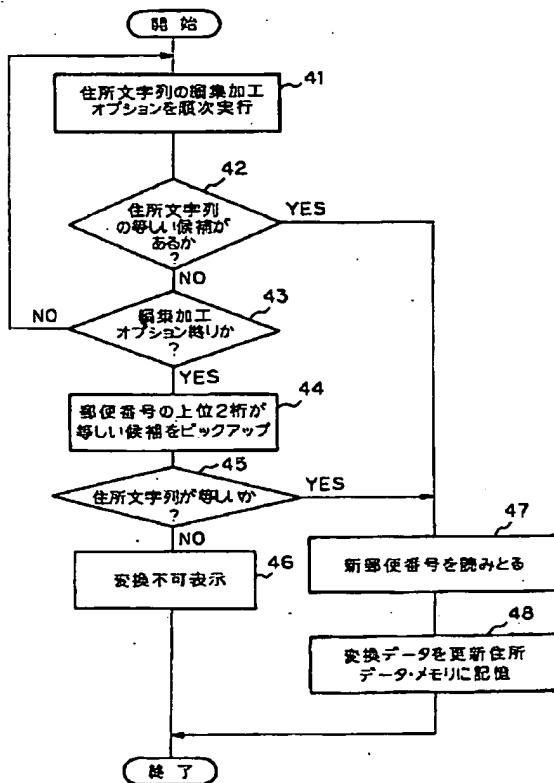 開始
41
住所文字列の編集加工
オプションを順次実行
42
住所文字列
の等しい候補が
あるか
?
YES
NO
43
編集加工
オプション終りか
?
NO
YES
44
郵便番号の上位2桁が
等しい候補をピックアップ
45
住所文字列が等しいか
?
YES
NO
46
変換不可表示
47
新郵便番号を読みとる
48
変換データを更新住所
データ・メモリに記憶
終了